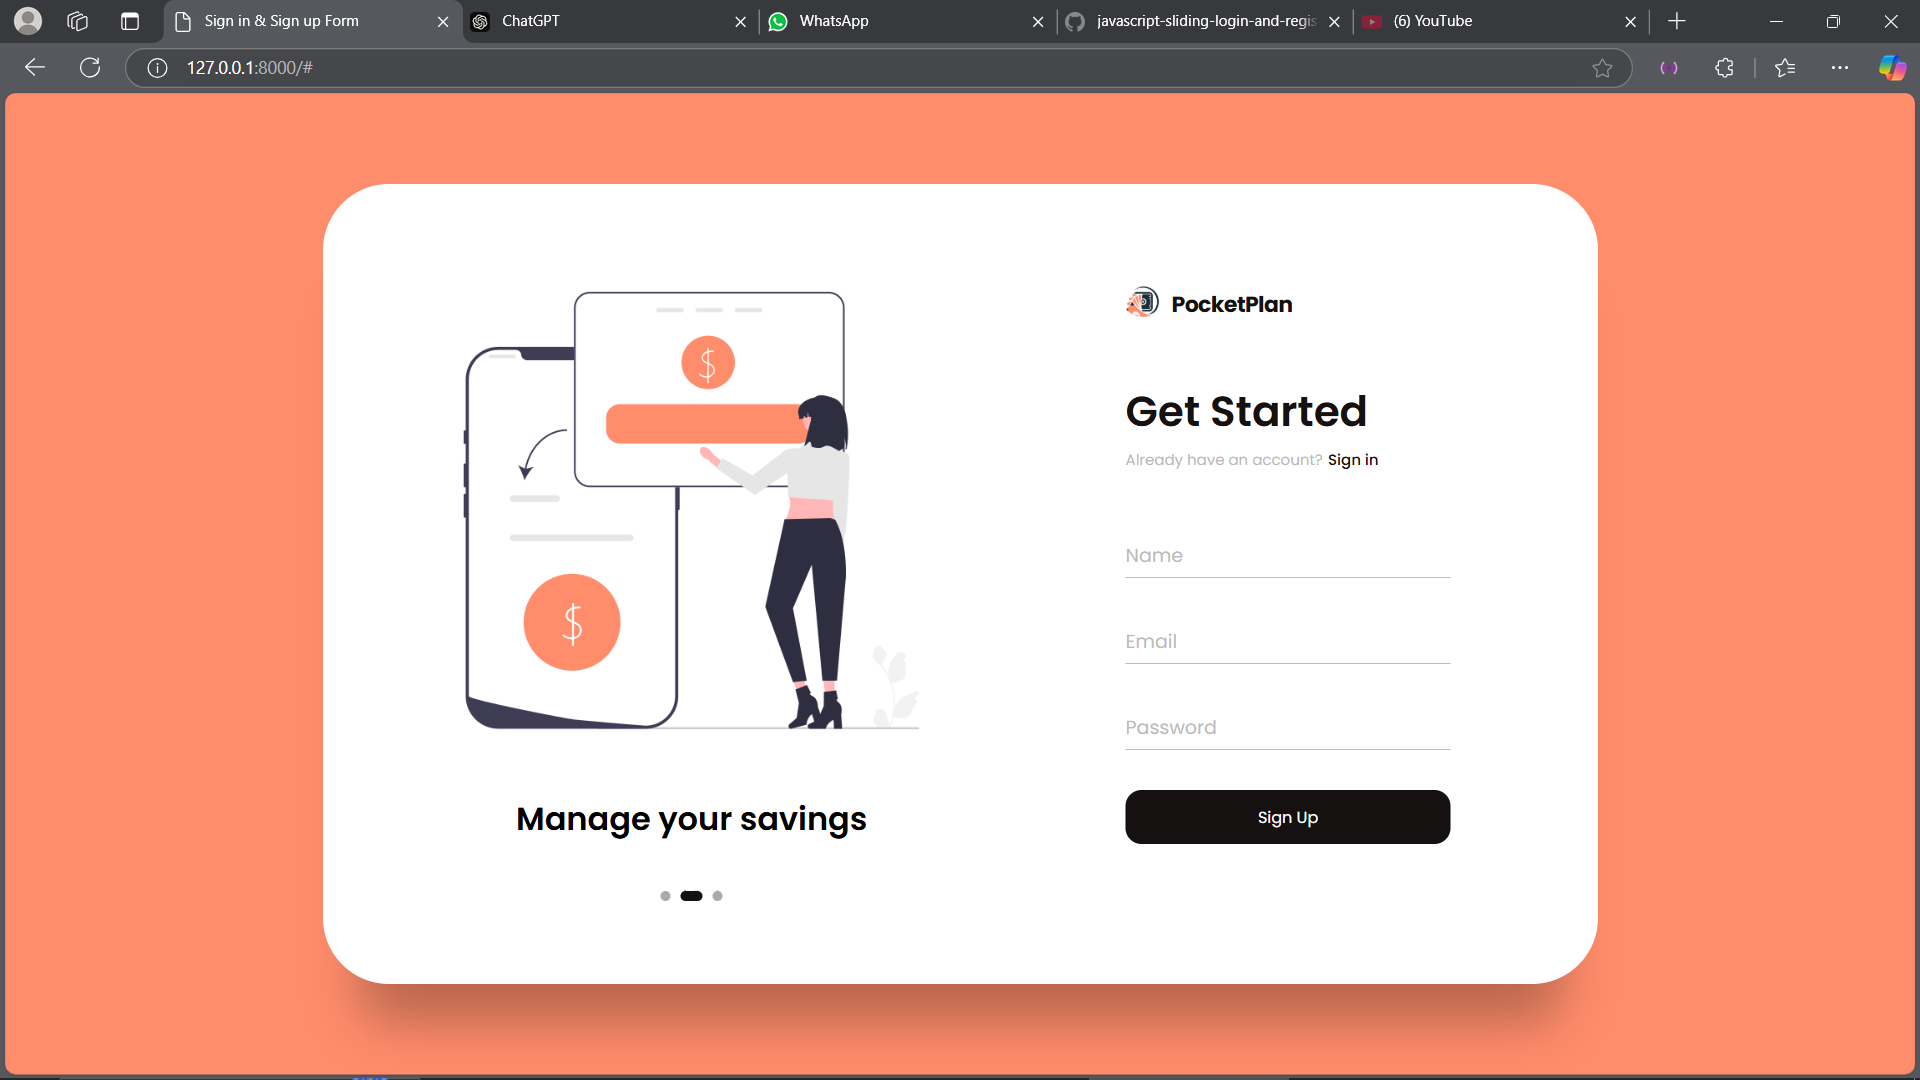 Sign in & Sign up Form
ChatGPT
WhatsApp
javascript-sliding-login-and-regis
(6) YouTube
127.0.0.1:8000/#
$
$
PocketPlan
Get Started
Already have an account? Sign in
Name
Email
Password
Sign Up
Manage your savings